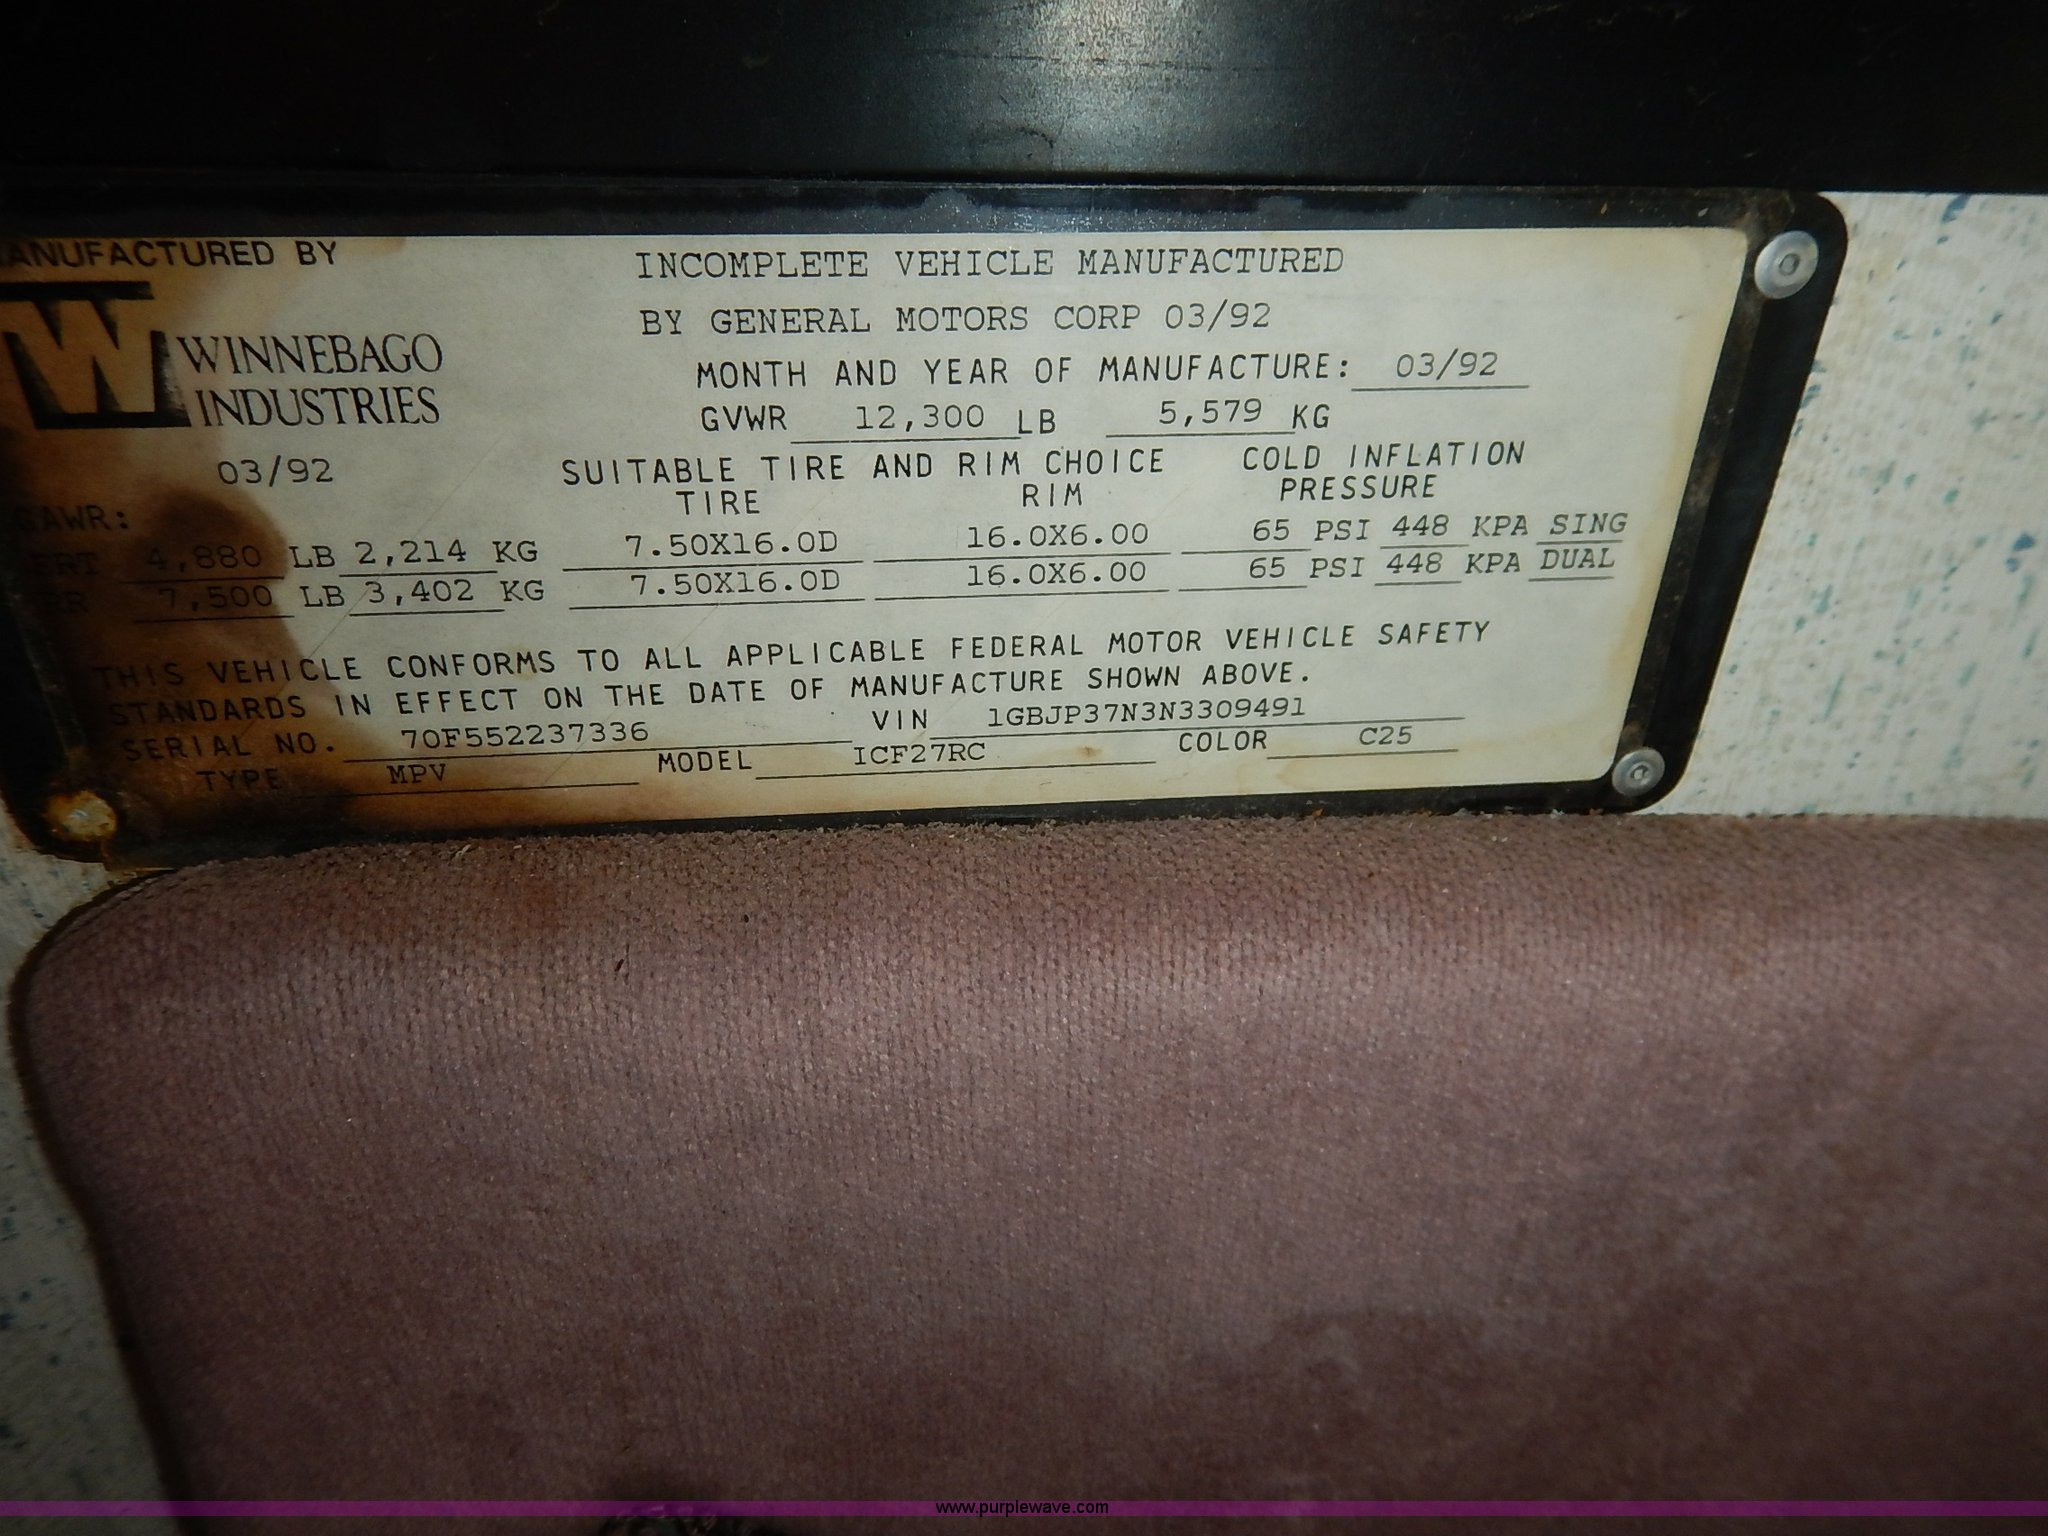 MANUFACTURED BY
WINNEBAGO
INDUSTRIES
03/92
INCOMPLETE VEHICLE MANUFACTURED
BY GENERAL MOTORS CORP 03/92
MONTH AND YEAR OF MANUFACTURE: 03/92
GVWR 12,300 LB 5,579 KG
SUITABLE TIRE AND RIM CHOICE COLD INFLATION
TIRE RIM PRESSURE
GAWR:
FRT 4,880 LB 2,214 KG 7.50X16.0D 16.0X6.00 65 PSI 448 KPA SING
RR 7,500 LB 3,402 KG 7.50X16.0D 16.0X6.00 65 PSI 448 KPA DUAL
THIS VEHICLE CONFORMS TO ALL APPLICABLE FEDERAL MOTOR VEHICLE SAFETY
STANDARDS IN EFFECT ON THE DATE OF MANUFACTURE SHOWN ABOVE.
SERIAL NO. 70F552237336 VIN 1GBJP37N3N3309491
TYPE MPV MODEL ICF27RC COLOR C25
www.purplewave.com